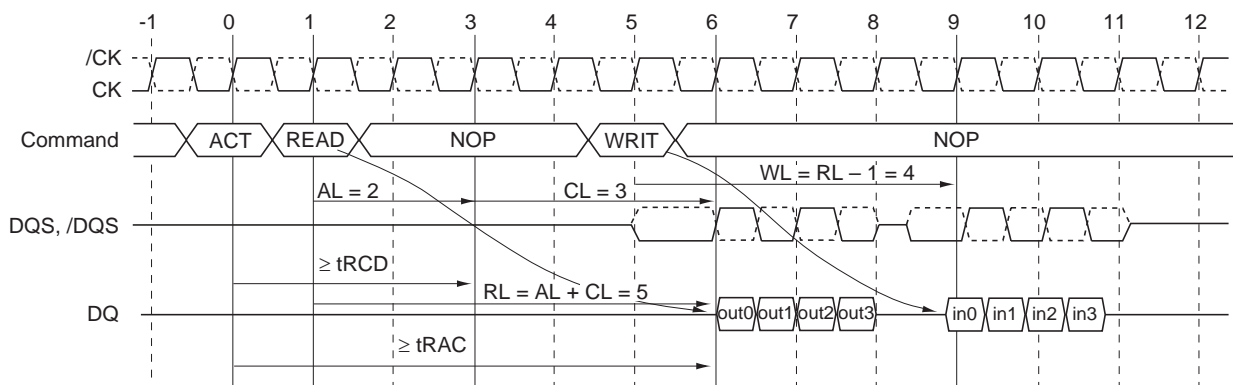 -1 0 1 2 3 4 5 6 7 8 9 10 11 12
/CK
CK
Command ACT READ NOP WRIT NOP
WL = RL – 1 = 4
AL = 2 CL = 3
DQS, /DQS
≥ tRCD
RL = AL + CL = 5
DQ out0 out1 out2 out3 in0 in1 in2 in3
≥ tRAC